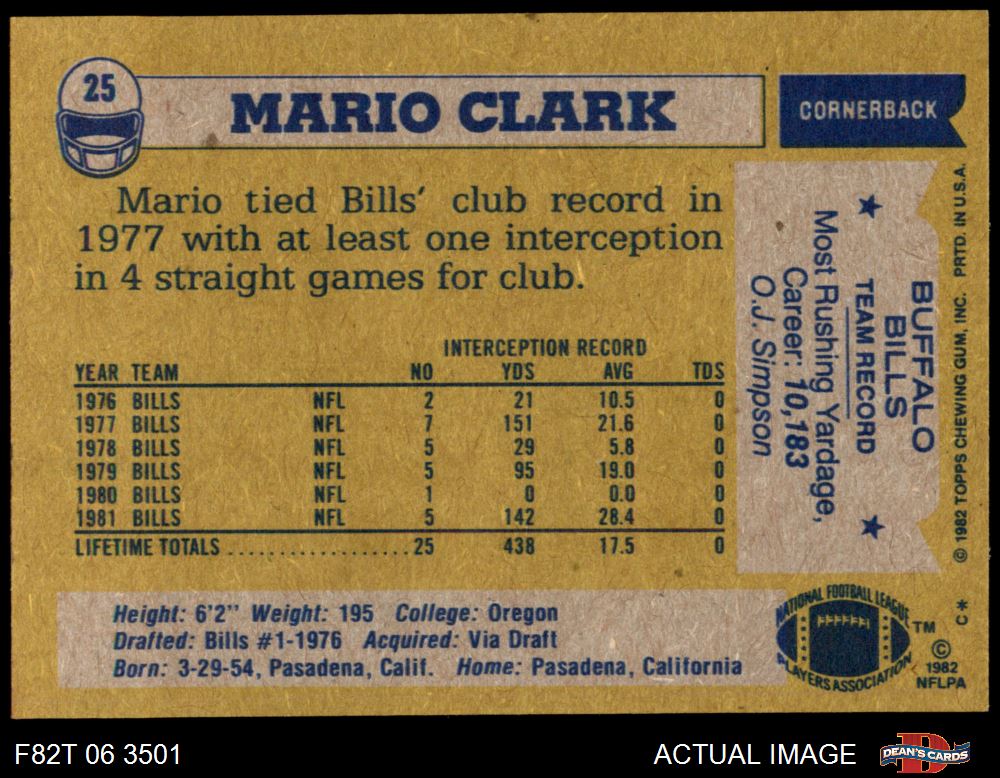 25
MARIO CLARK
CORNERBACK
Mario tied Bills' club record in
1977 with at least one interception
in 4 straight games for club.
INTERCEPTION RECORD
YEAR TEAM NO YDS AVG TDS
1976 BILLS NFL 2 21 10.5 0
1977 BILLS NFL 7 151 21.6 0
1978 BILLS NFL 5 29 5.8 0
1979 BILLS NFL 5 95 19.0 0
1980 BILLS NFL 1 0 0.0 0
1981 BILLS NFL 5 142 28.4 0
LIFETIME TOTALS .................. 25 438 17.5 0
Height: 6'2" Weight: 195 College: Oregon
Drafted: Bills #1-1976 Acquired: Via Draft
Born: 3-29-54, Pasadena, Calif. Home: Pasadena, California
BUFFALO
BILLS
★ TEAM RECORD ★
Most Rushing Yardage,
Career: 10,183
O.J. Simpson
© 1982 TOPPS CHEWING GUM, INC. PRTD. IN U.S.A.
C*
NATIONAL FOOTBALL LEAGUE
PLAYERS ASSOCIATION
TM
©
1982
NFLPA
F82T 06 3501
ACTUAL IMAGE
D
DEAN'S CARDS